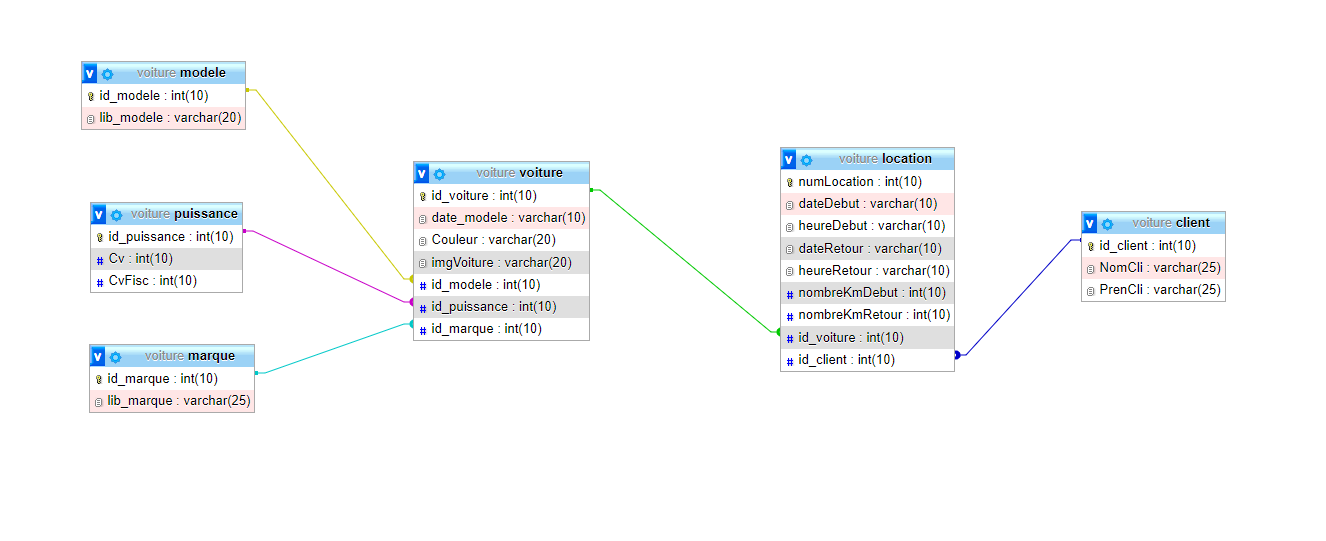 v voiture modele
id_modele : int(10)
lib_modele : varchar(20)
v voiture puissance
id_puissance : int(10)
# Cv : int(10)
# CvFisc : int(10)
v voiture marque
id_marque : int(10)
lib_marque : varchar(25)
v voiture voiture
id_voiture : int(10)
date_modele : varchar(10)
Couleur : varchar(20)
imgVoiture : varchar(20)
# id_modele : int(10)
# id_puissance : int(10)
# id_marque : int(10)
v voiture location
numLocation : int(10)
dateDebut : varchar(10)
heureDebut : varchar(10)
dateRetour : varchar(10)
heureRetour : varchar(10)
# nombreKmDebut : int(10)
# nombreKmRetour : int(10)
# id_voiture : int(10)
# id_client : int(10)
v voiture client
id_client : int(10)
NomCli : varchar(25)
PrenCli : varchar(25)